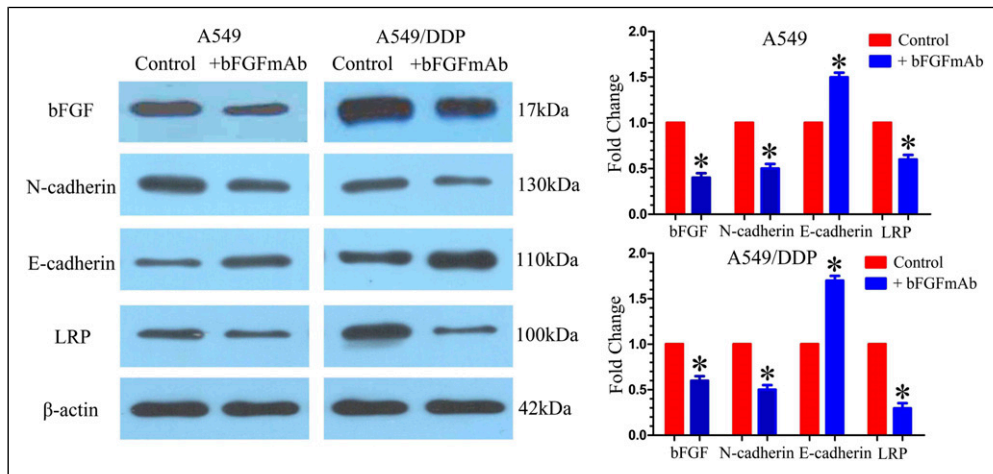 A549 A549/DDP
Control +bFGFmAb Control +bFGFmAb
bFGF 17kDa
N-cadherin 130kDa
E-cadherin 110kDa
LRP 100kDa
β-actin 42kDa
A549
Control
+ bFGFmAb
Fold Change
2.0
1.5
1.0
0.5
0.0
* * * *
bFGF N-cadherin E-cadherin LRP
A549/DDP
Control
+ bFGFmAb
Fold Change
2.0
1.5
1.0
0.5
0.0
* * * *
bFGF N-cadherin E-cadherin LRP